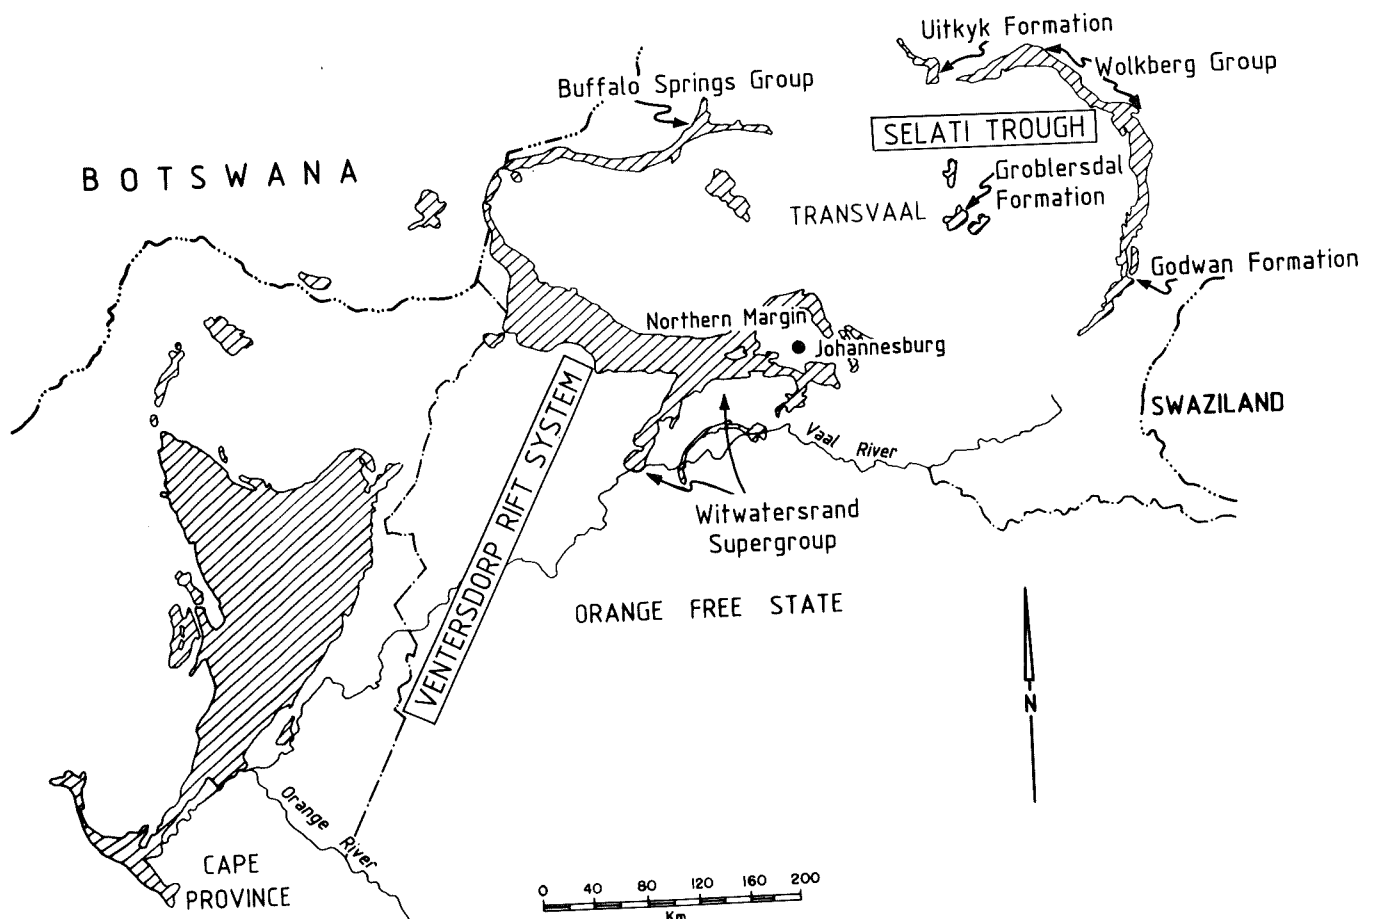 Uitkyk Formation
Wolkberg Group
Buffalo Springs Group
SELATI TROUGH
BOTSWANA
Groblersdal
Formation
TRANSVAAL
Godwan Formation
Northern Margin
Johannesburg
SWAZILAND
Vaal River
VENTERSDORP RIFT SYSTEM
Witwatersrand
Supergroup
ORANGE FREE STATE
N
Orange River
CAPE
PROVINCE
0 40 80 120 160 200
Km